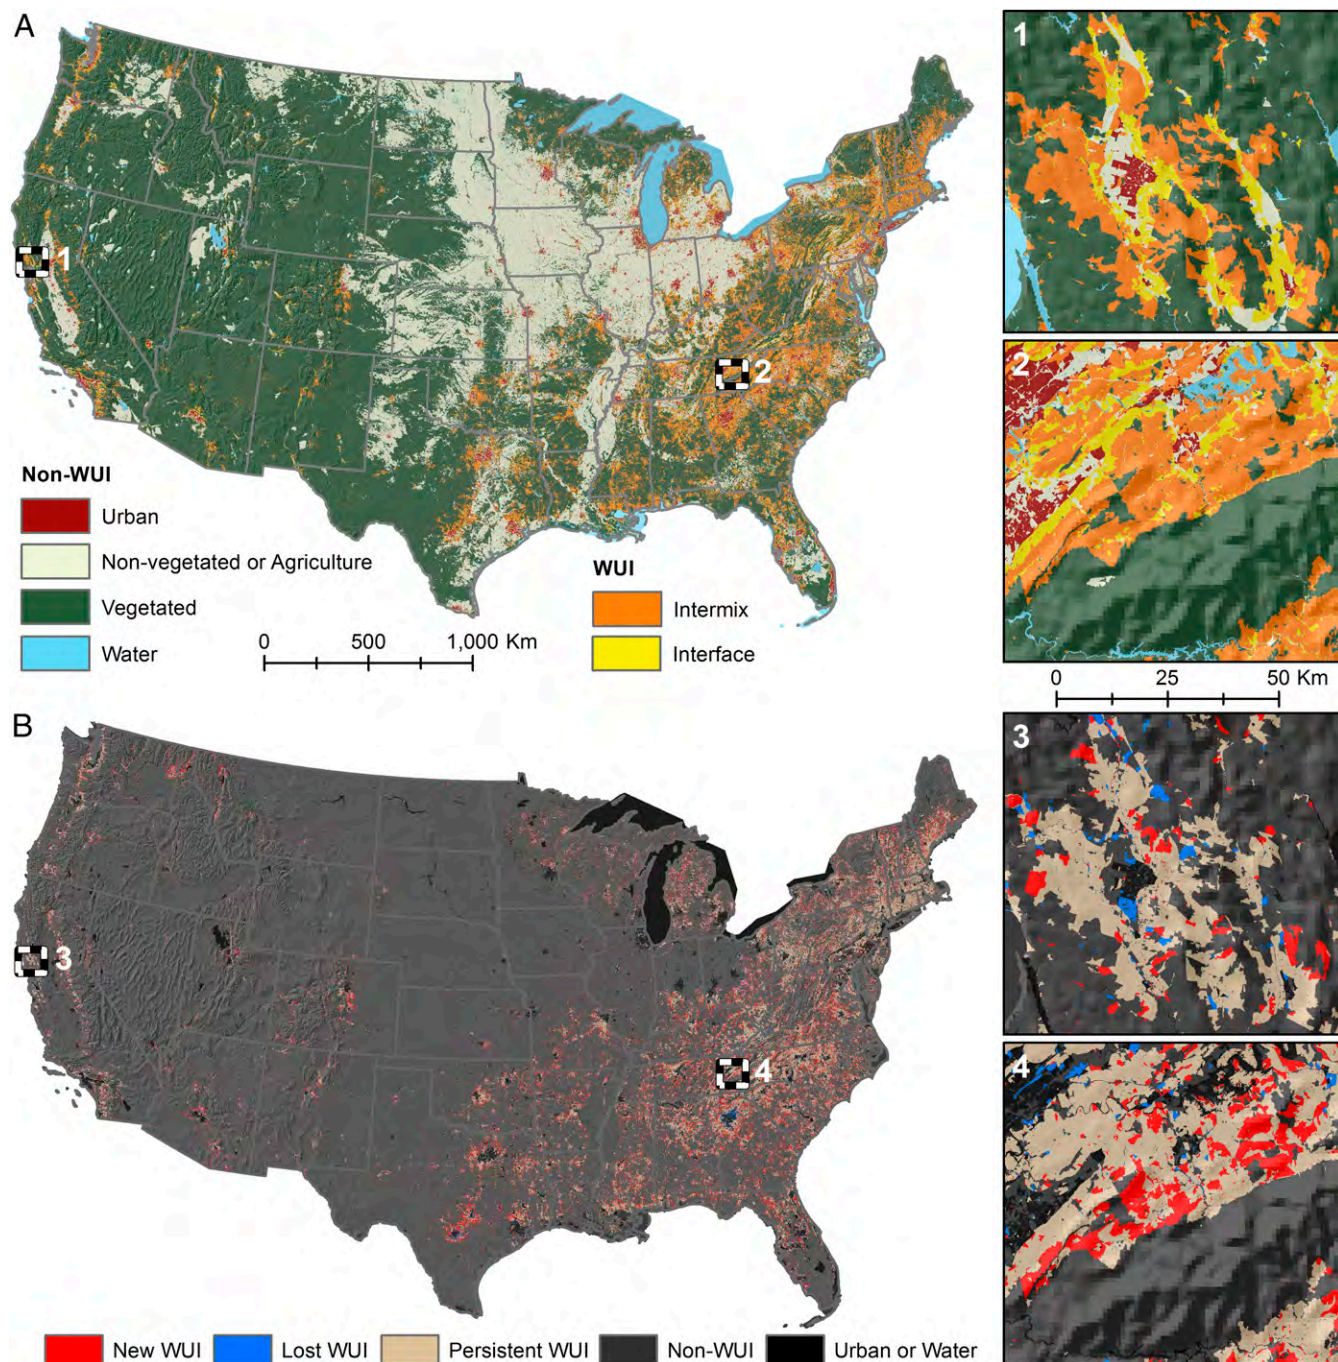 A
1
2
1
2
Non-WUI
Urban
Non-vegetated or Agriculture
Vegetated
Water
0 500 1,000 Km
WUI
Intermix
Interface
0 25 50 Km
B
3
4
3
4
New WUI Lost WUI Persistent WUI Non-WUI Urban or Water